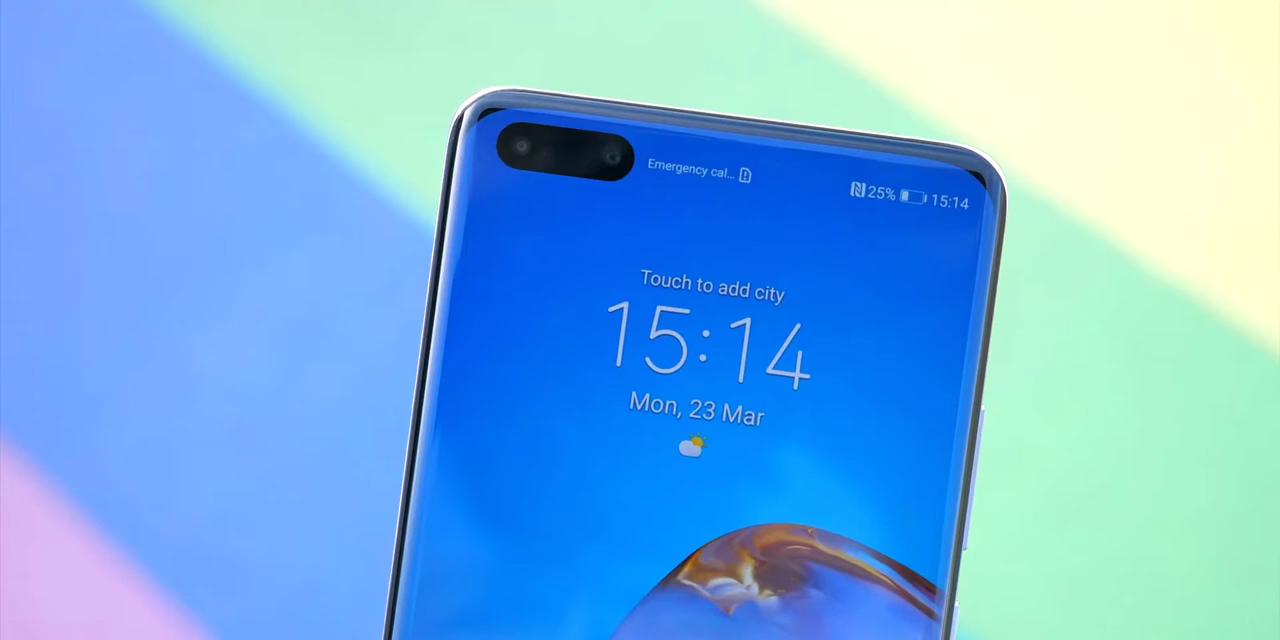 Emergency cal...
25% 15:14
Touch to add city
15:14
Mon, 23 Mar